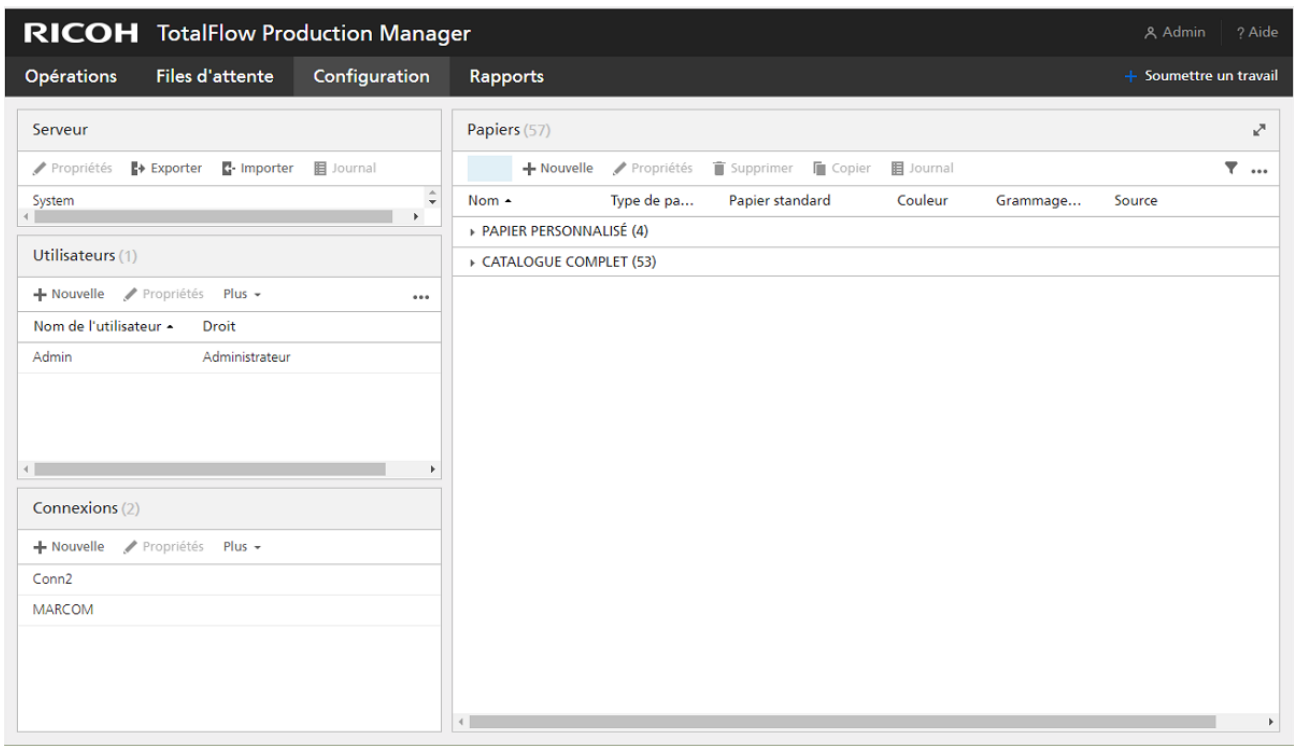 RICOH TotalFlow Production Manager Admin ? Aide
Opérations Files d'attente Configuration Rapports + Soumettre un travail
Serveur
Propriétés Exporter Importer Journal
System
Utilisateurs (1)
+ Nouvelle Propriétés Plus ...
Nom de l'utilisateur Droit
Admin Administrateur
Connexions (2)
+ Nouvelle Propriétés Plus
Conn2
MARCOM
Papiers (57)
+ Nouvelle Propriétés Supprimer Copier Journal ...
Nom Type de pa... Papier standard Couleur Grammage... Source
PAPIER PERSONNALISÉ (4)
CATALOGUE COMPLET (53)